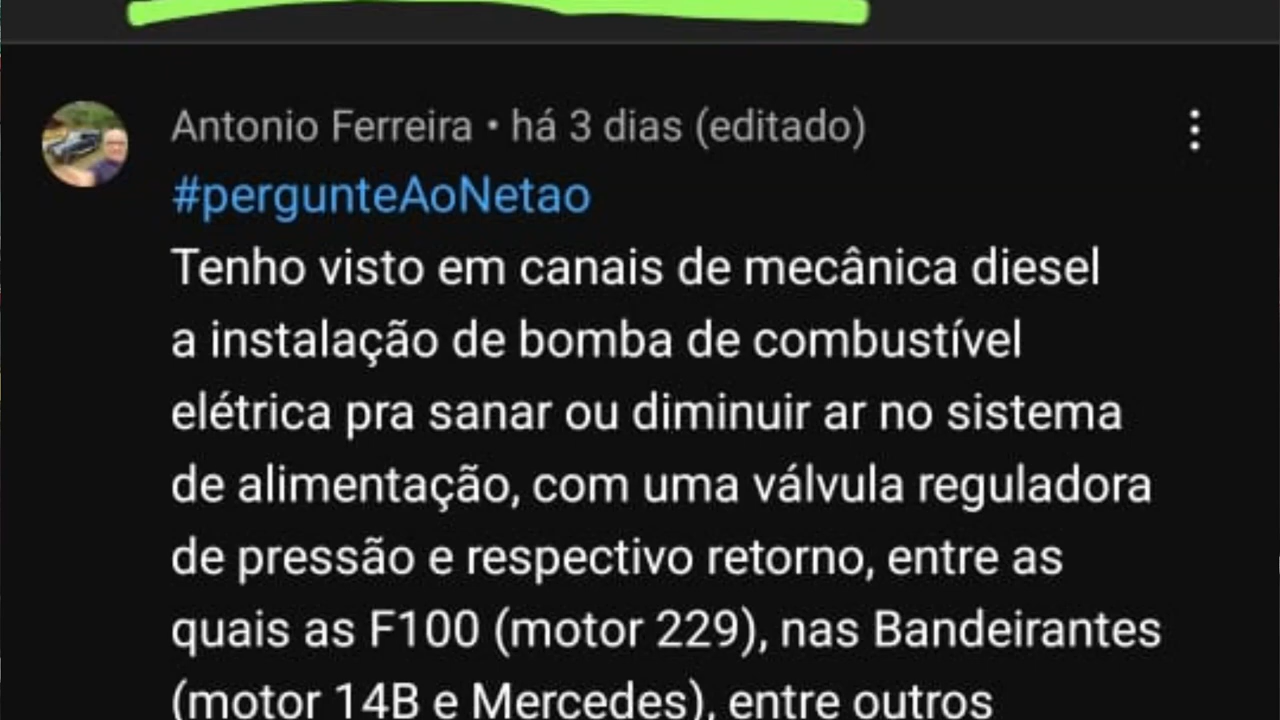 Antonio Ferreira • há 3 dias (editado)
#pergunteAoNetao
Tenho visto em canais de mecânica diesel
a instalação de bomba de combustível
elétrica pra sanar ou diminuir ar no sistema
de alimentação, com uma válvula reguladora
de pressão e respectivo retorno, entre as
quais as F100 (motor 229), nas Bandeirantes
(motor 14B e Mercedes), entre outros